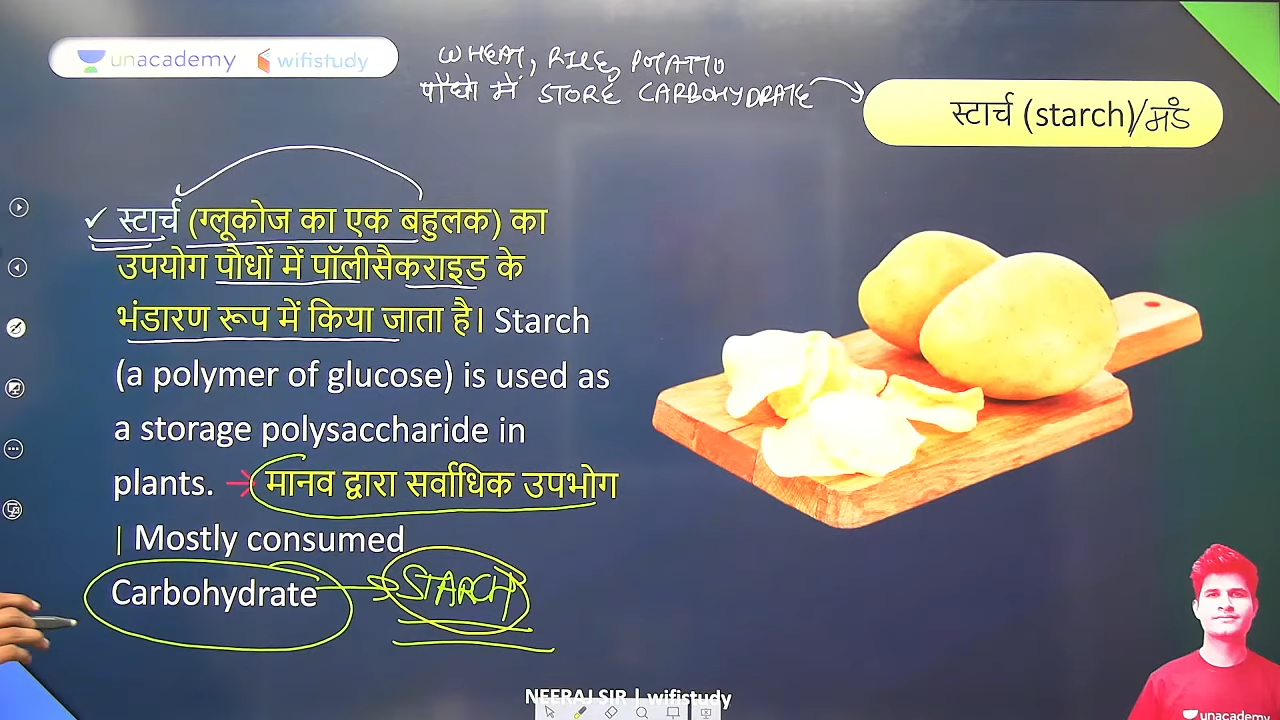 unacademy wifistudy
WHEAT, RICE, POTATTO
पौधो में STORE CARBOHYDRATE
स्टार्च (starch)/मंड
✓ स्टार्च (ग्लूकोज का एक बहुलक) का
उपयोग पौधों में पॉलीसैकराइड के
भंडारण रूप में किया जाता है। Starch
(a polymer of glucose) is used as
a storage polysaccharide in
plants. मानव द्वारा सर्वाधिक उपभोग
| Mostly consumed
Carbohydrate → STARCH
NEERAJ SIR | wifistudy
unacademy